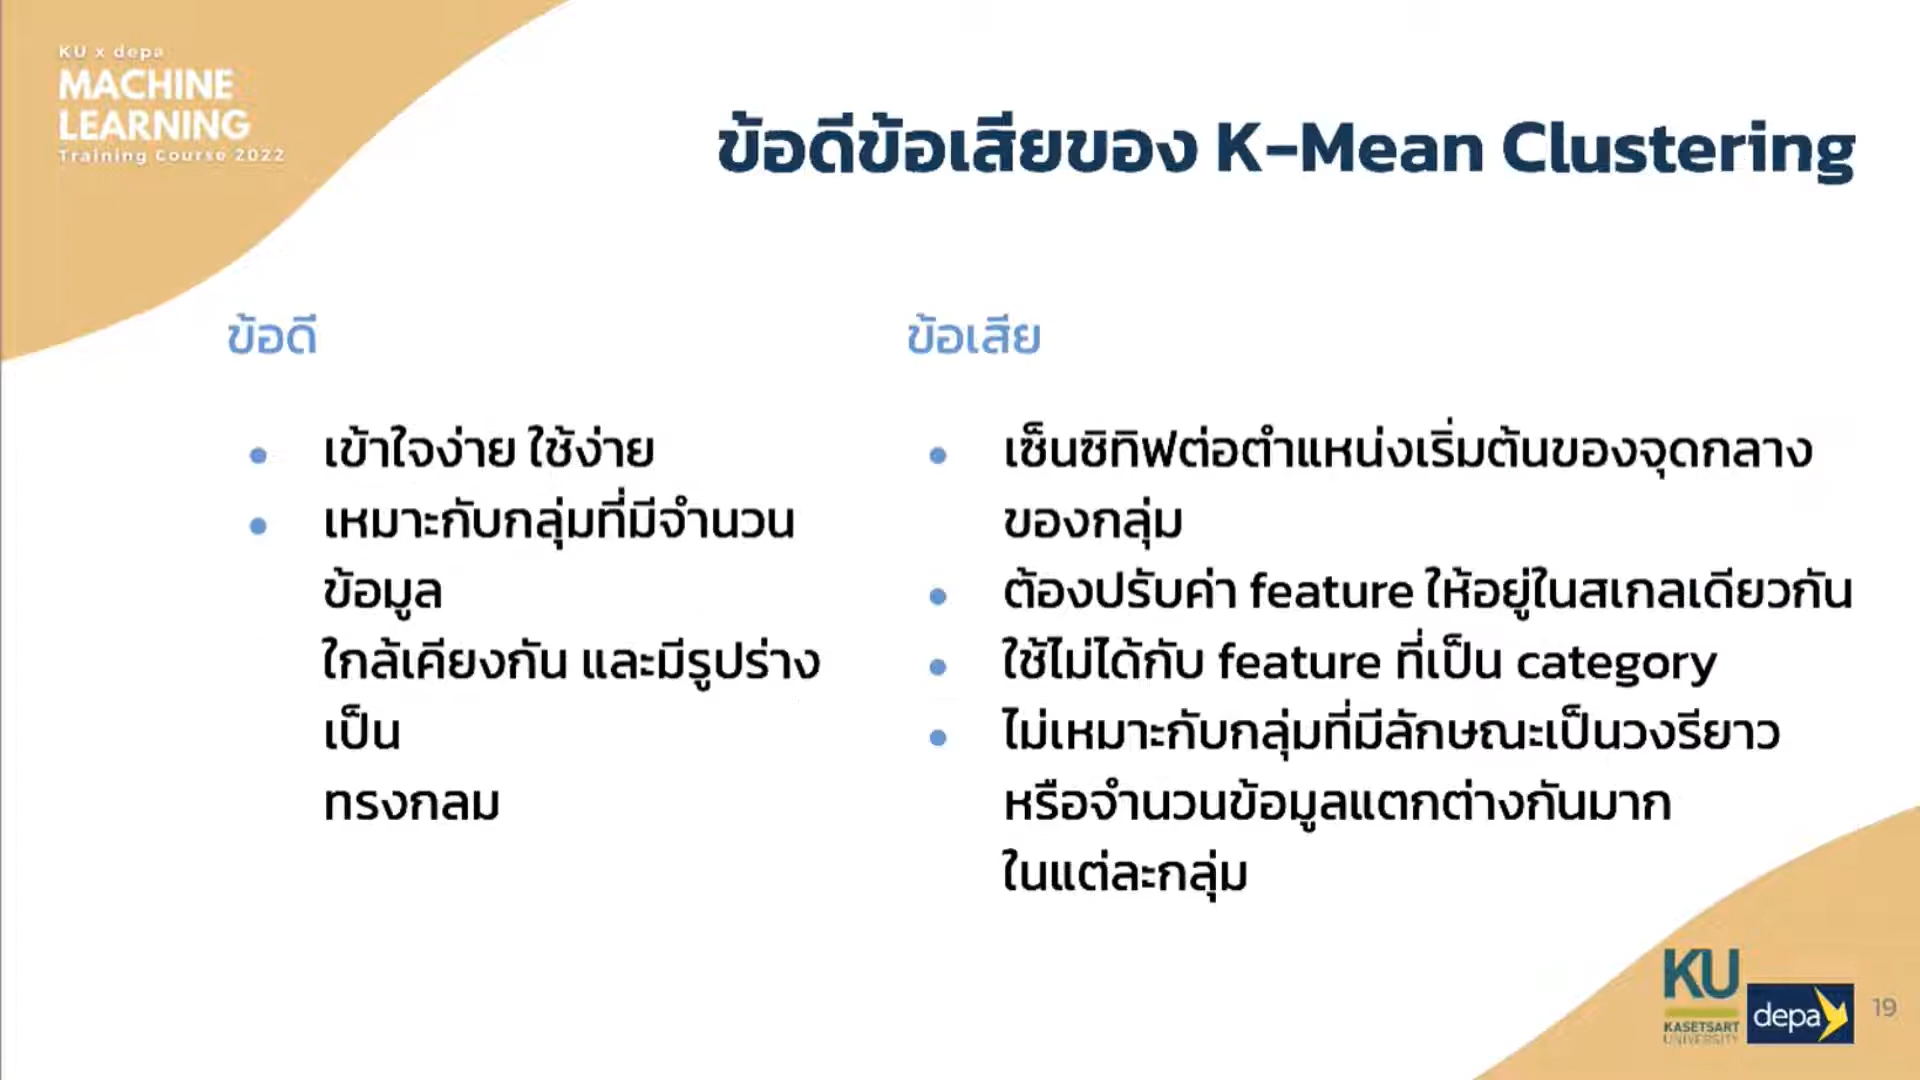 KU x depa
MACHINE
LEARNING
Training Course 2022
ข้อดีข้อเสียของ K-Mean Clustering
ข้อดี
เข้าใจง่าย ใช้ง่าย
เหมาะกับกลุ่มที่มีจำนวน
ข้อมูล
ใกล้เคียงกัน และมีรูปร่าง
เป็น
ทรงกลม
ข้อเสีย
เซ็นซิทิฟต่อตำแหน่งเริ่มต้นของจุดกลาง
ของกลุ่ม
ต้องปรับค่า feature ให้อยู่ในสเกลเดียวกัน
ใช้ไม่ได้กับ feature ที่เป็น category
ไม่เหมาะกับกลุ่มที่มีลักษณะเป็นวงรียาว
หรือจำนวนข้อมูลแตกต่างกันมาก
ในแต่ละกลุ่ม
KU
KASETSART
UNIVERSITY
depa
19